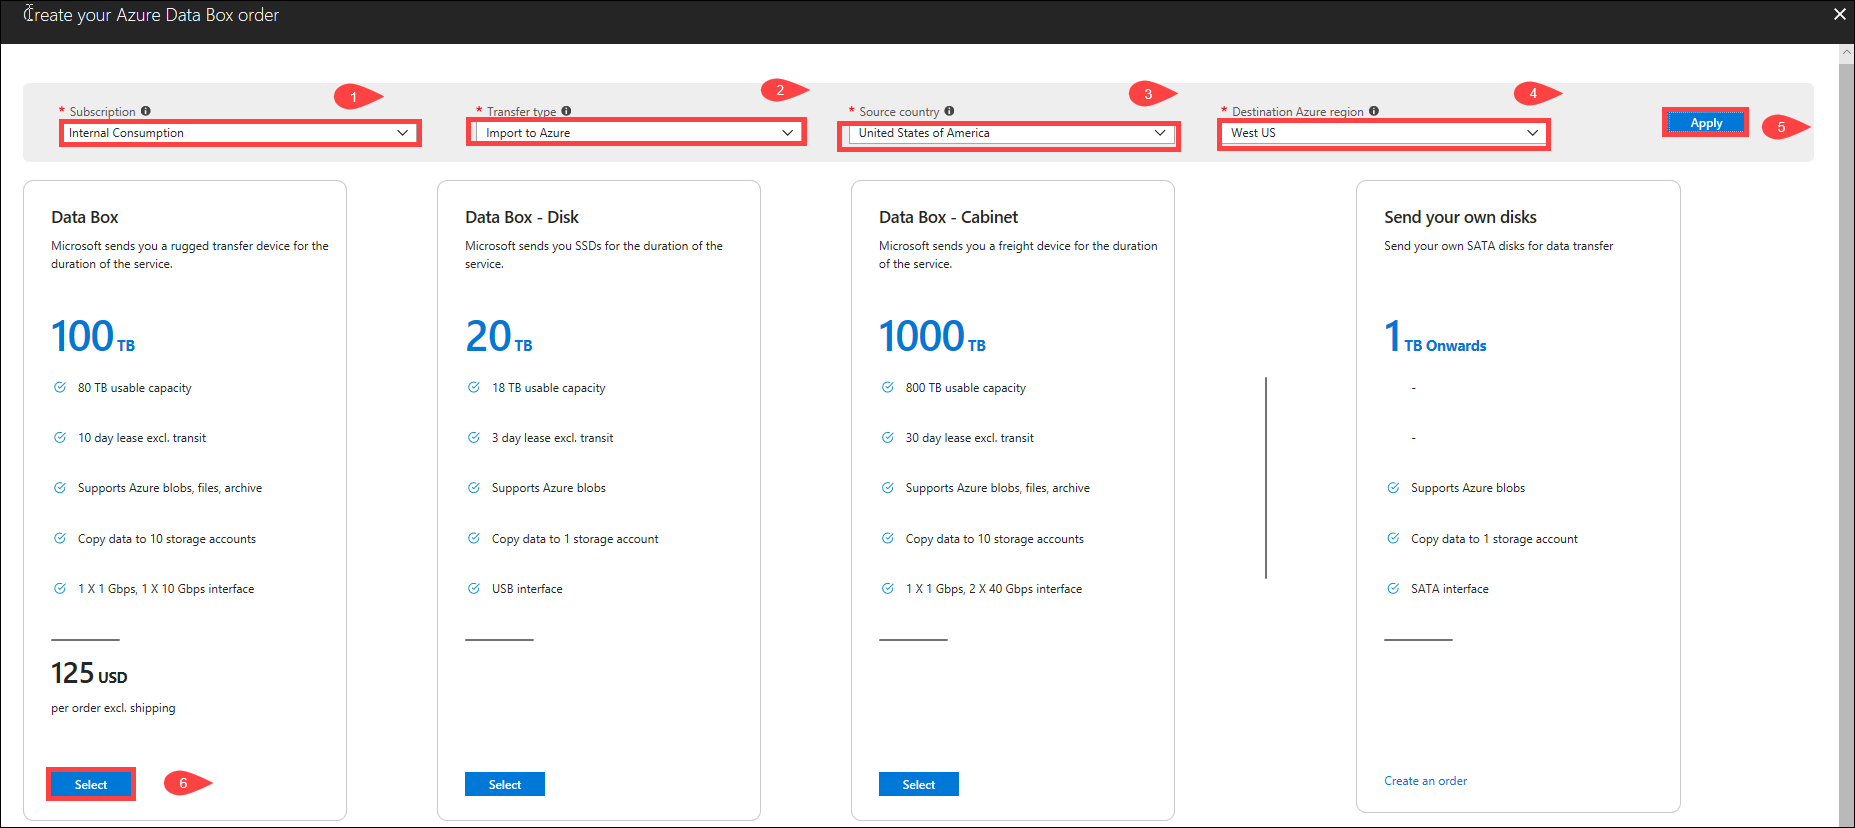 Create your Azure Data Box order
1
2
3
4
* Subscription
* Transfer type
* Source country
* Destination Azure region
Internal Consumption
Import to Azure
United States of America
West US
Apply
5
Data Box
Microsoft sends you a rugged transfer device for the
duration of the service.
100 TB
80 TB usable capacity
10 day lease excl. transit
Supports Azure blobs, files, archive
Copy data to 10 storage accounts
1 X 1 Gbps, 1 X 10 Gbps interface
125 USD
per order excl. shipping
Select
6
Data Box - Disk
Microsoft sends you SSDs for the duration of the
service.
20 TB
18 TB usable capacity
3 day lease excl. transit
Supports Azure blobs
Copy data to 1 storage account
USB interface
Select
Data Box - Cabinet
Microsoft sends you a freight device for the duration
of the service.
1000 TB
800 TB usable capacity
30 day lease excl. transit
Supports Azure blobs, files, archive
Copy data to 10 storage accounts
1 X 1 Gbps, 2 X 40 Gbps interface
Select
Send your own disks
Send your own SATA disks for data transfer
1 TB Onwards
-
-
Supports Azure blobs
Copy data to 1 storage account
SATA interface
Create an order